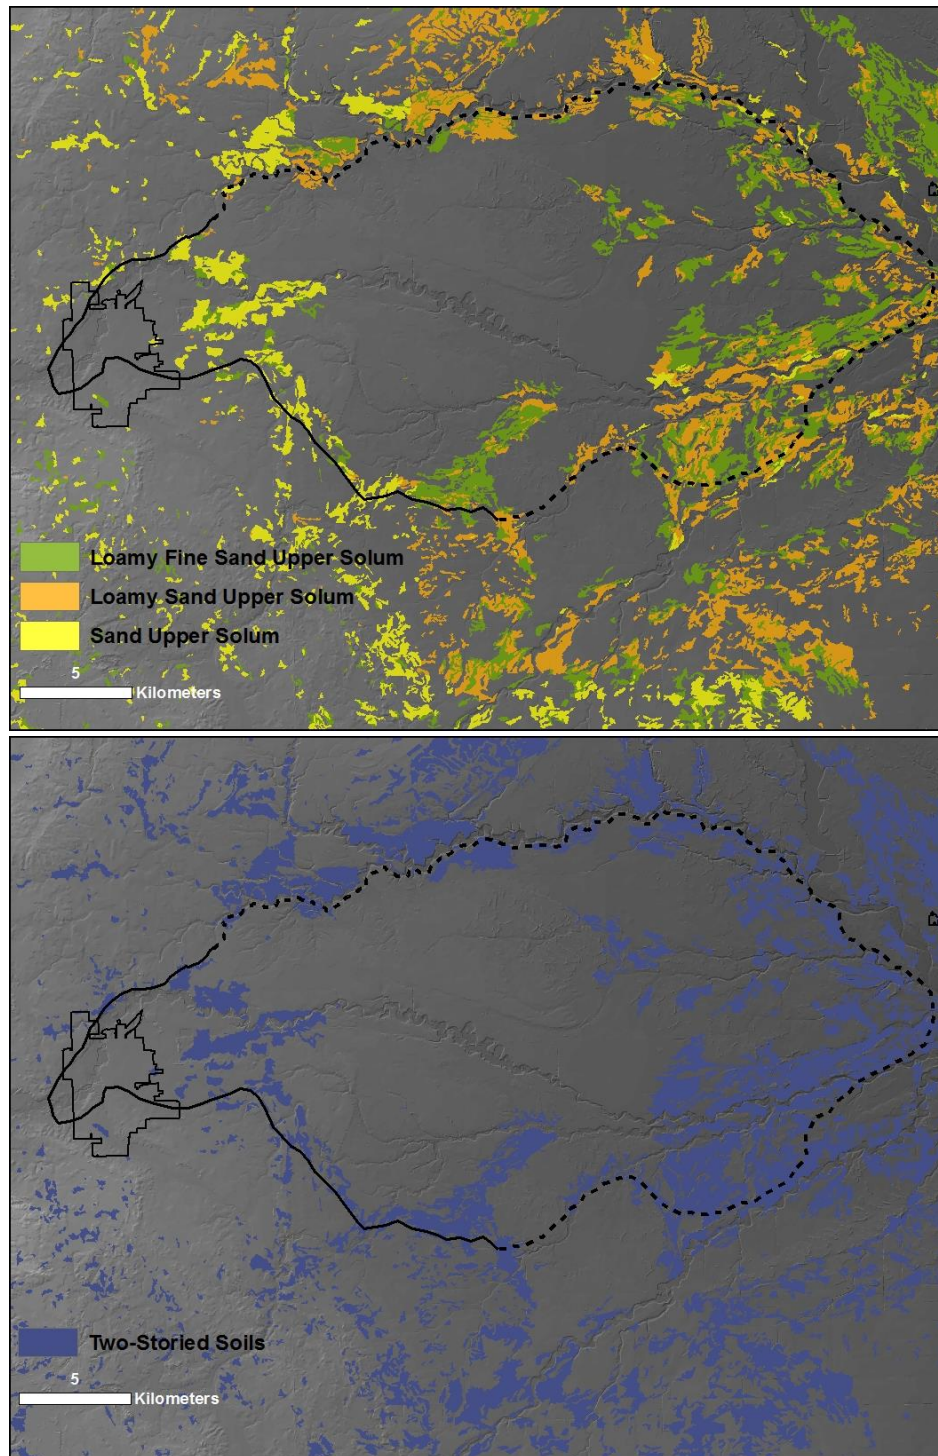 Loamy Fine Sand Upper Solum
Loamy Sand Upper Solum
Sand Upper Solum
5
Kilometers
Two-Storied Soils
5
Kilometers